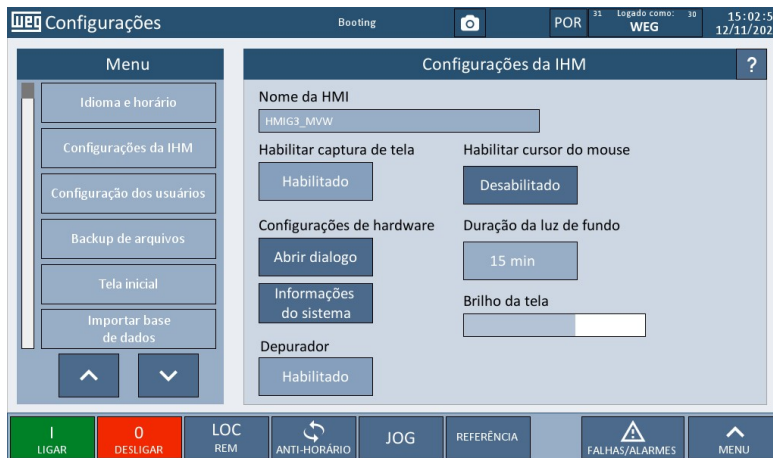 WEG Configurações
Booting
POR
31 Logado como: 30
WEG
15:02:5
12/11/202
Menu
Idioma e horário
Configurações da IHM
Configuração dos usuários
Backup de arquivos
Tela inicial
Importar base
de dados
Configurações da IHM
?
Nome da HMI
HMIG3_MVW
Habilitar captura de tela
Habilitado
Habilitar cursor do mouse
Desabilitado
Configurações de hardware
Abrir dialogo
Informações
do sistema
Duração da luz de fundo
15 min
Brilho da tela
Depurador
Habilitado
I
LIGAR
0
DESLIGAR
LOC
REM
ANTI-HORÁRIO
JOG
REFERÊNCIA
FALHAS/ALARMES
MENU